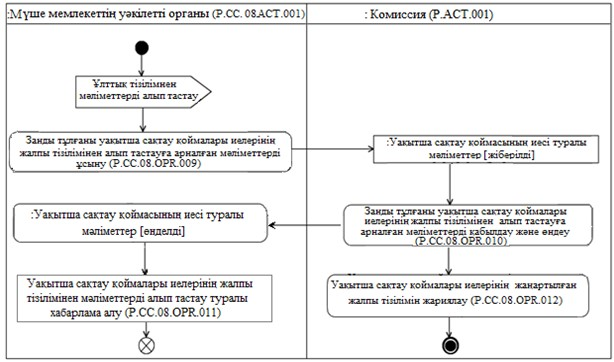 :Мүше мемлекеттің уәкілетті органы (P.CC. 08.ACT.001)
: Комиссия (P.ACT.001)
Ұлттық тізілімнен
мәліметтерді алып тастау
Заңды тұлғаны уақытша сақтау қоймалары иелерінің
жалпы тізілімінен алып тастауға арналған мәліметтерді
ұсыну (P.CC.08.OPR.009)
:Уақытша сақтау қоймасының иесі туралы
мәліметтер [жіберілді]
:Уақытша сақтау қоймасының иесі туралы
мәліметтер [өңделді]
Заңды тұлғаны уақытша сақтау қоймалары
иелерінің жалпы тізілімінен алып тастауға
арналған мәліметтерді қабылдау және өңдеу
(P.CC.08.OPR.010)
Уақытша сақтау қоймалары иелерінің жалпы
тізілімінен мәліметтерді алып тастау туралы
хабарлама алу (P.CC.08.OPR.011)
Уақытша сақтау қоймалары иелерінің жаңартылған
жалпы тізілімін жариялау (P.CC.08.OPR.012)